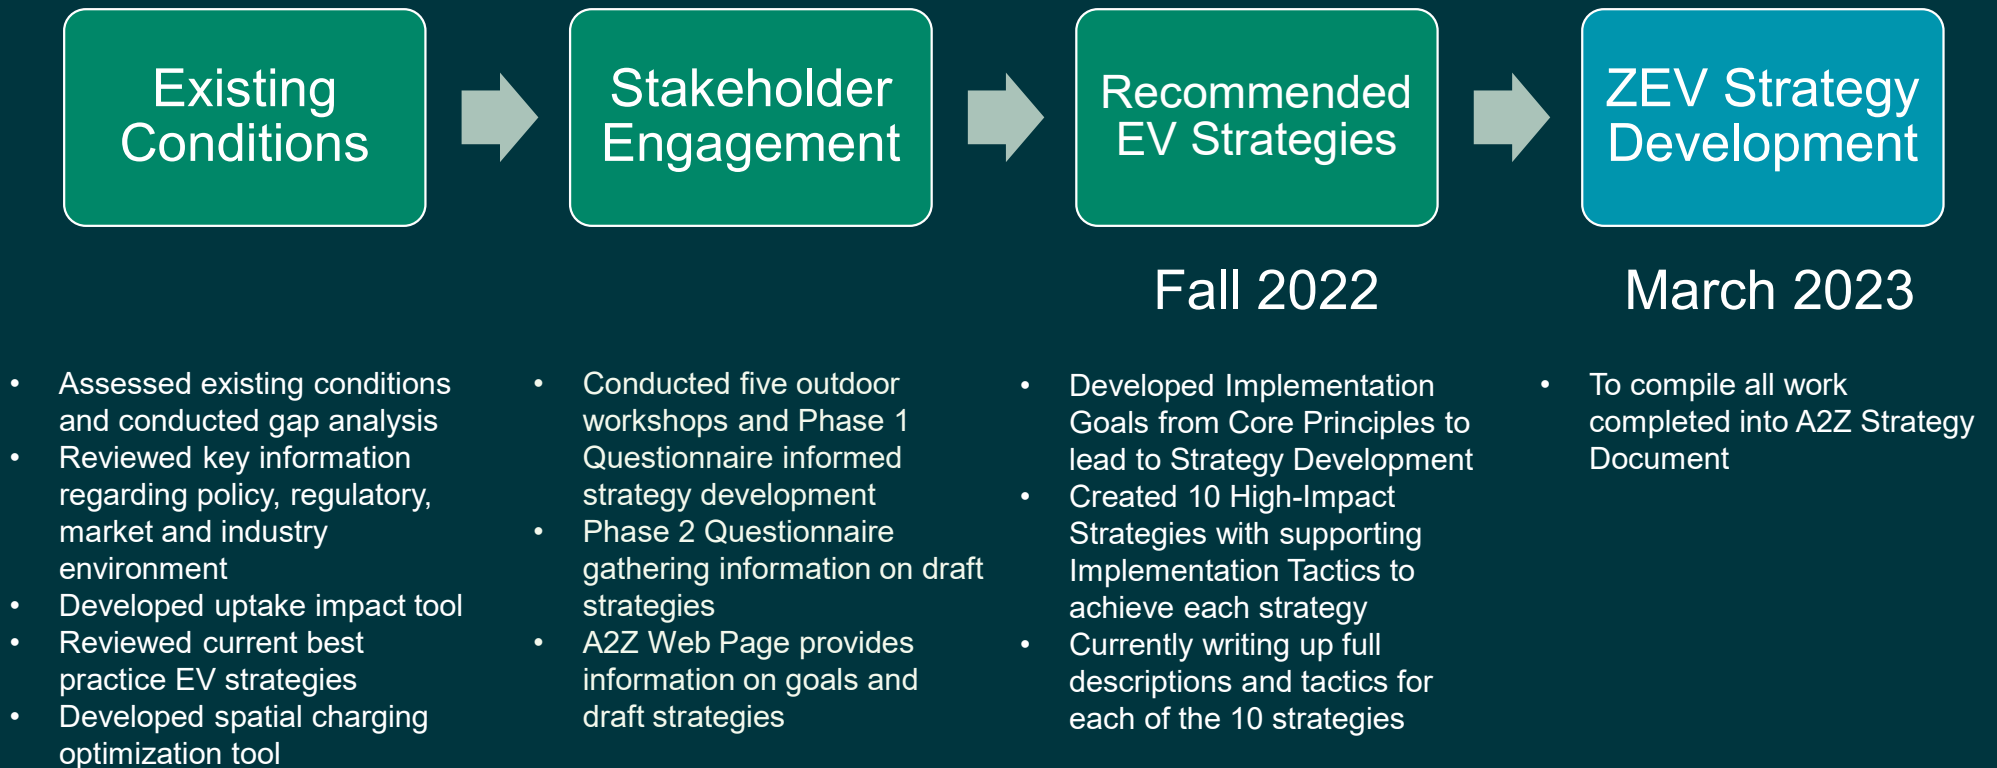 Existing
Conditions
Stakeholder
Engagement
Recommended
EV Strategies
ZEV Strategy
Development
Fall 2022
March 2023
• Assessed existing conditions
and conducted gap analysis
• Reviewed key information
regarding policy, regulatory,
market and industry
environment
• Developed uptake impact tool
• Reviewed current best
practice EV strategies
• Developed spatial charging
optimization tool
• Conducted five outdoor
workshops and Phase 1
Questionnaire informed
strategy development
• Phase 2 Questionnaire
gathering information on draft
strategies
• A2Z Web Page provides
information on goals and
draft strategies
• Developed Implementation
Goals from Core Principles to
lead to Strategy Development
• Created 10 High-Impact
Strategies with supporting
Implementation Tactics to
achieve each strategy
• Currently writing up full
descriptions and tactics for
each of the 10 strategies
• To compile all work
completed into A2Z Strategy
Document